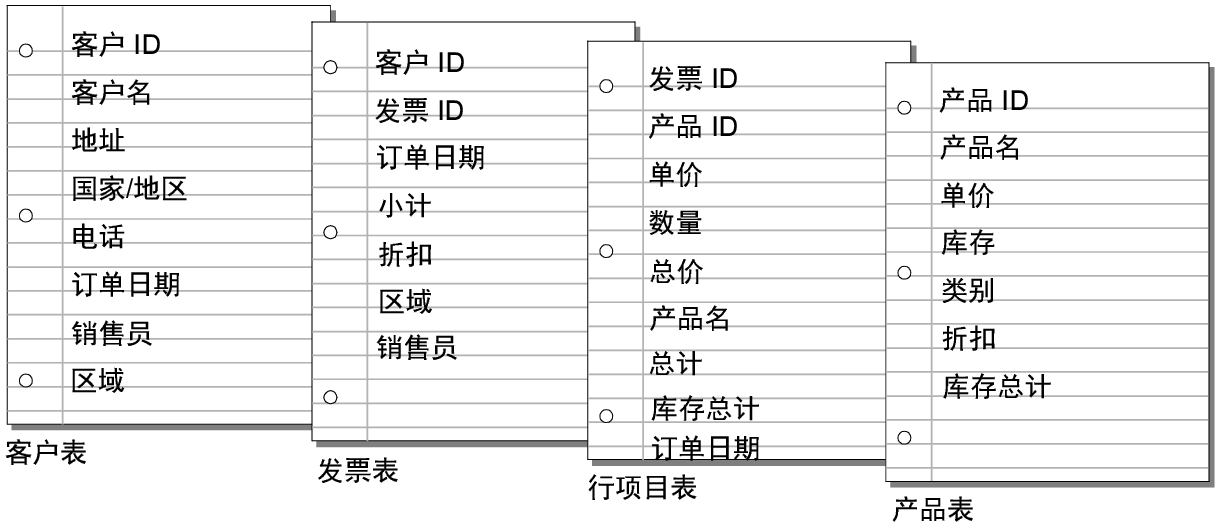 客户 ID
客户名
地址
国家/地区
电话
订单日期
销售员
区域
客户表
客户 ID
发票 ID
订单日期
小计
折扣
区域
销售员
发票表
发票 ID
产品 ID
单价
数量
总价
产品名
总计
库存总计
订单日期
行项目表
产品 ID
产品名
单价
库存
类别
折扣
库存总计
产品表